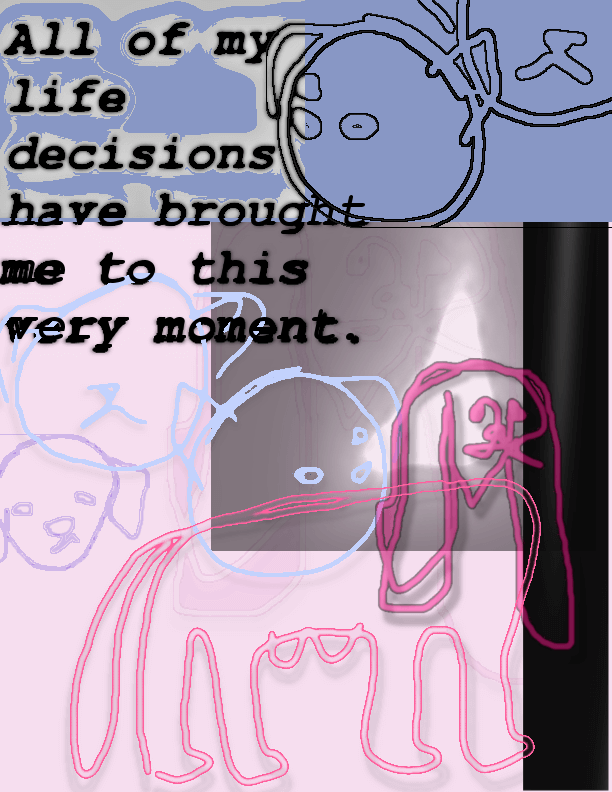 All of my
life
decisions
have brought
me to this
very moment.